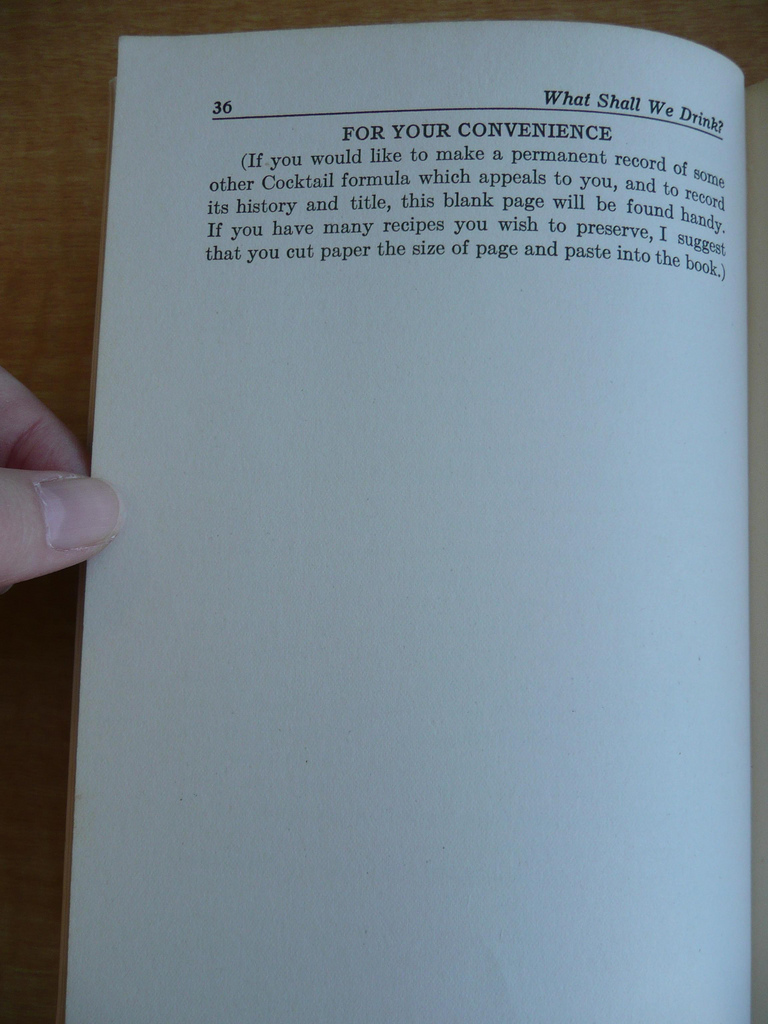 36 What Shall We Drink?
FOR YOUR CONVENIENCE
(If you would like to make a permanent record of some
other Cocktail formula which appeals to you, and to record
its history and title, this blank page will be found handy.
If you have many recipes you wish to preserve, I suggest
that you cut paper the size of page and paste into the book.)